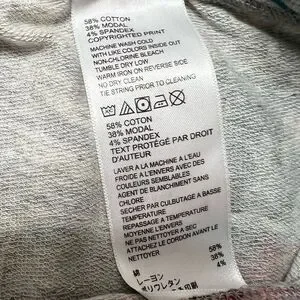 58% COTTON
38% MODAL
4% SPANDEX
COPYRIGHTED PRINT
MACHINE WASH COLD
WITH LIKE COLORS INSIDE OUT
NON-CHLORINE BLEACH
TUMBLE DRY LOW
WARM IRON ON REVERSE SIDE
NO DRY CLEAN
TIE STRING PRIOR TO CLEANING
58% COTON
38% MODAL
4% SPANDEX
TEXT PROTÉGÉ PAR DROIT
D'AUTEUR
LAVER A LA MACHINE A L'EAU
FROIDE A L'ENVERS AVEC DES
COULEURS SEMBLABLES
AGENT DE BLANCHIMENT SANS
CHLORE
SECHER PAR CULBUTAGE A BASSE
TEMPERATURE
REPASSAGE A TEMPERATURE
MOYENNE L'ENVERS
NE PAS NETTOYER A SEC
ATTACHEZ LE CORDON AVANT LE
NETTOYER
綿 58%
レーヨン 38%
ポリウレタン 4%